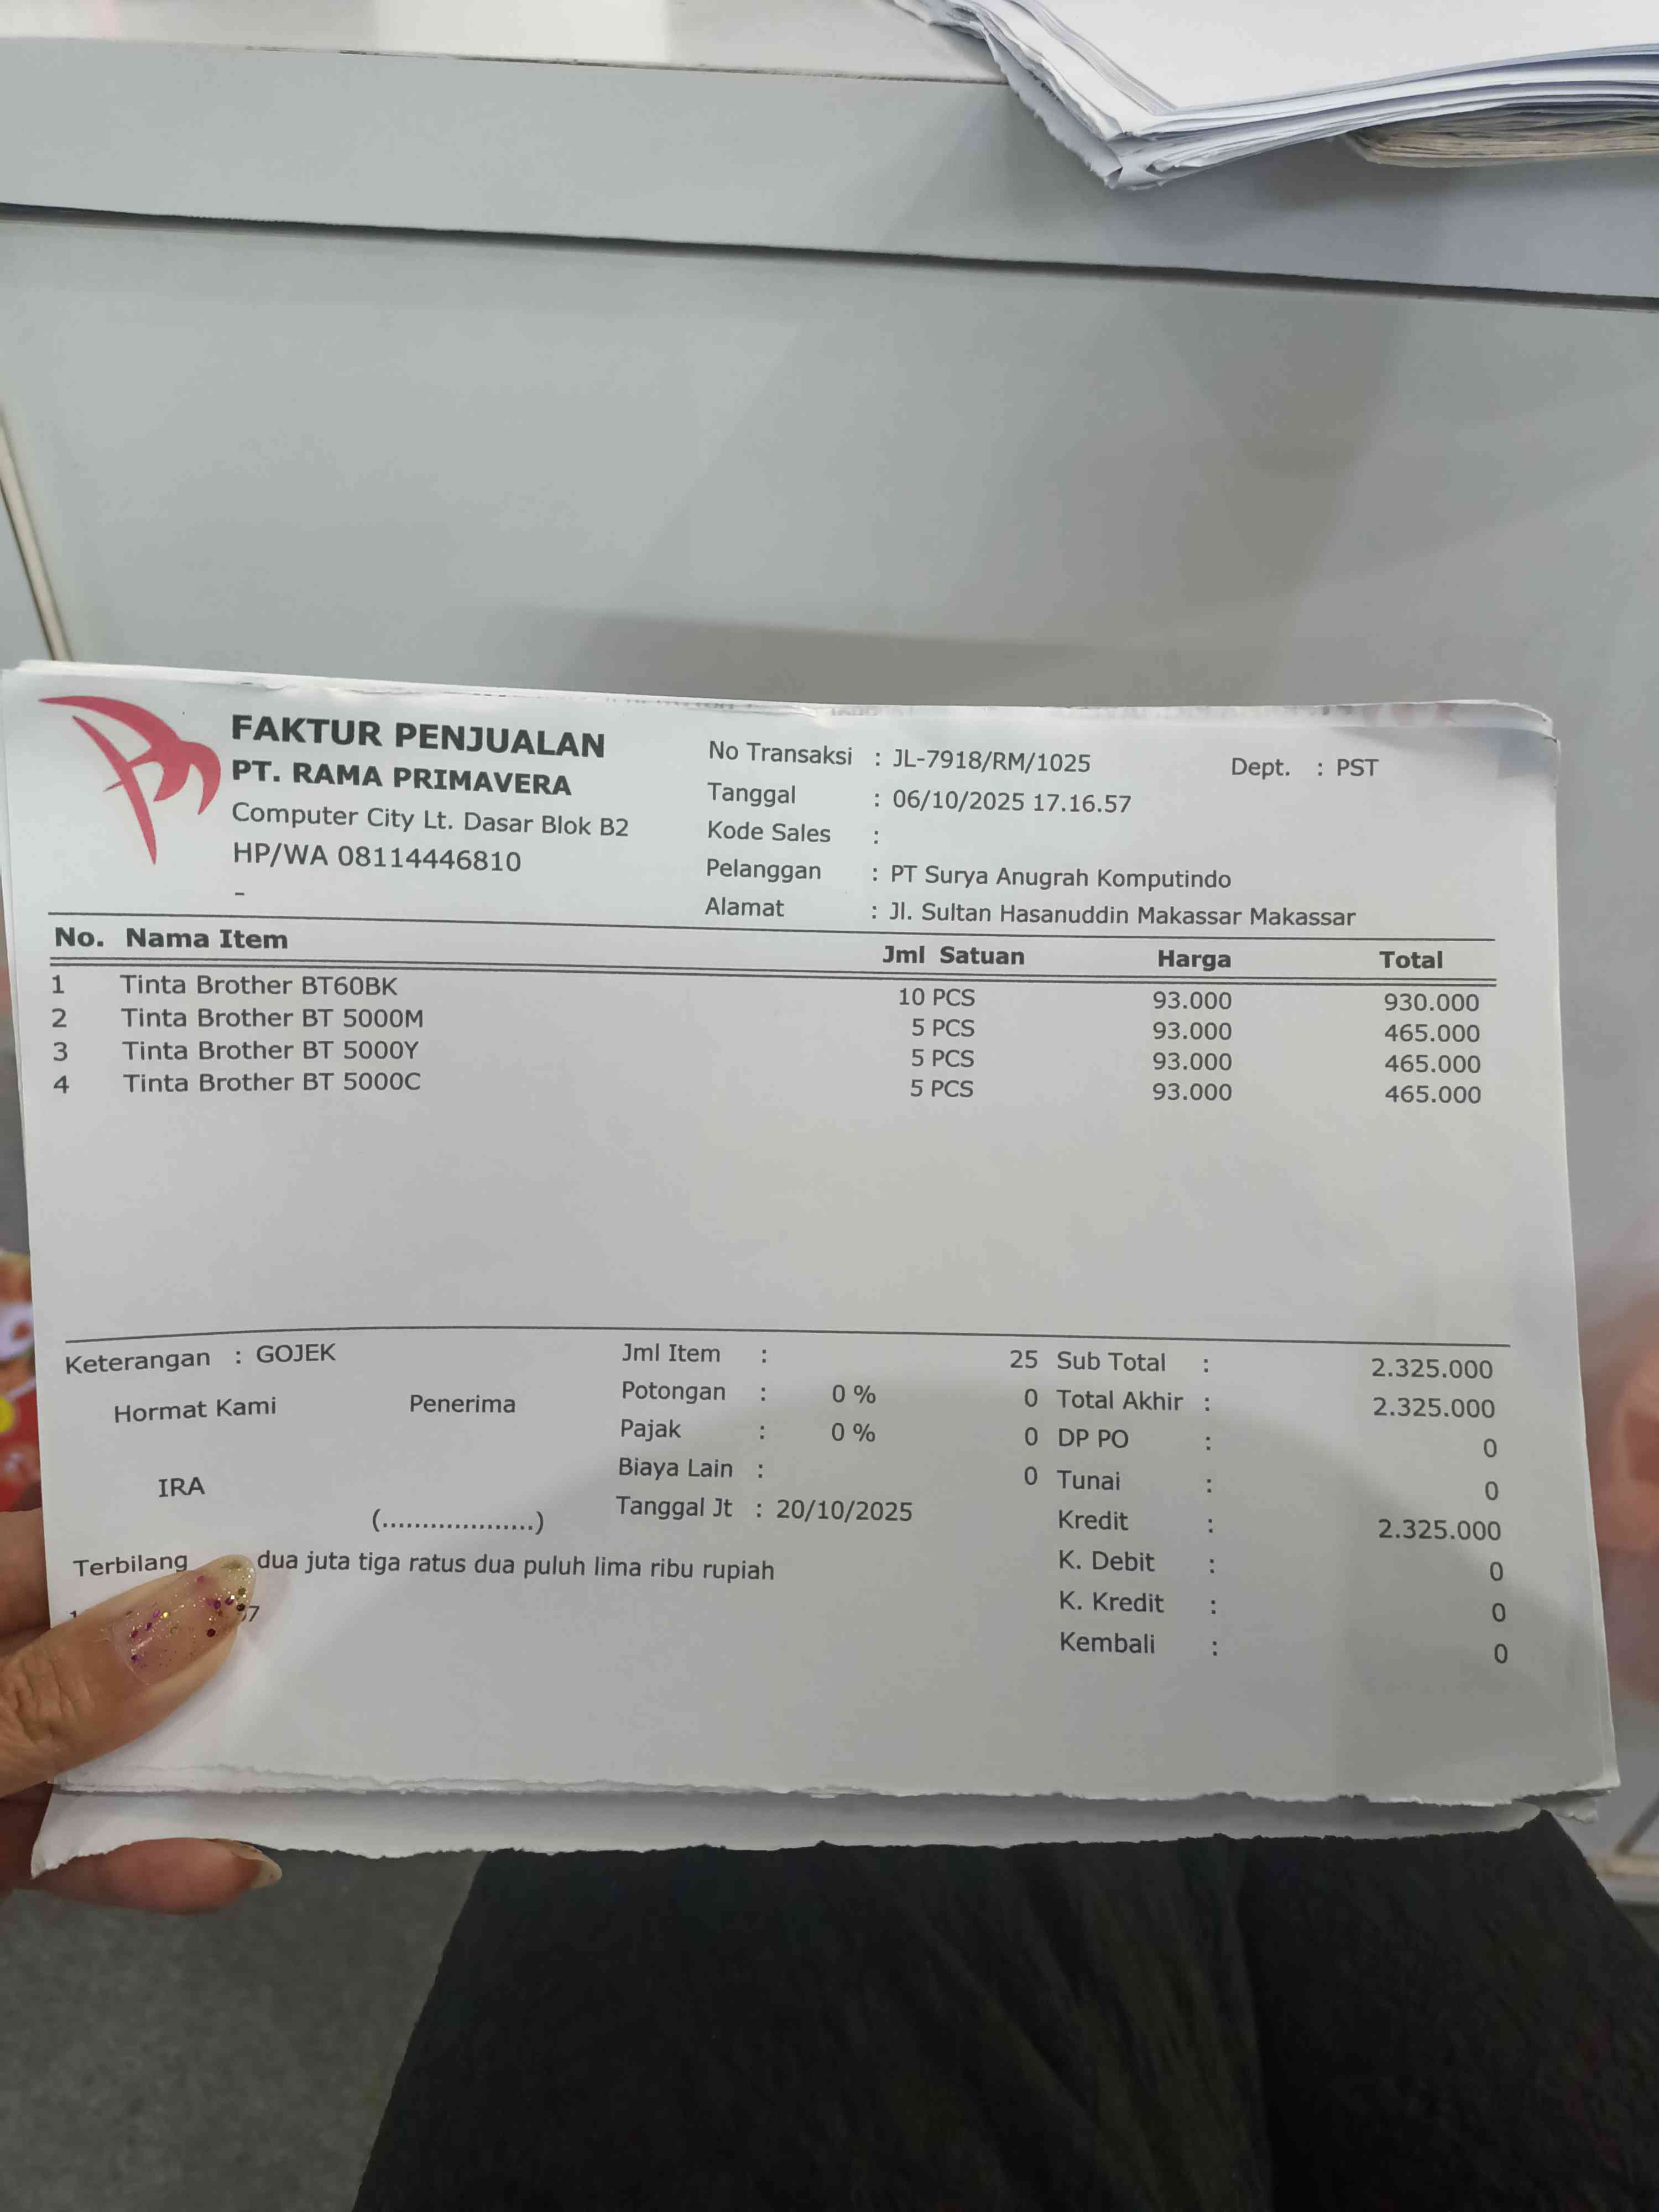 FAKTUR PENJUALAN
PT. RAMA PRIMAVERA
Computer City Lt. Dasar Blok B2
HP/WA 08114446810
-
No Transaksi : JL-7918/RM/1025
Dept. : PST
Tanggal : 06/10/2025 17.16.57
Kode Sales :
Pelanggan : PT Surya Anugrah Komputindo
Alamat : Jl. Sultan Hasanuddin Makassar Makassar
No. Nama Item Jml Satuan Harga Total
1 Tinta Brother BT60BK 10 PCS 93.000 930.000
2 Tinta Brother BT 5000M 5 PCS 93.000 465.000
3 Tinta Brother BT 5000Y 5 PCS 93.000 465.000
4 Tinta Brother BT 5000C 5 PCS 93.000 465.000
Keterangan : GOJEK
Hormat Kami Penerima
IRA
(...................)
Terbilang dua juta tiga ratus dua puluh lima ribu rupiah
Jml Item : 25
Potongan : 0 % 0
Pajak : 0 % 0
Biaya Lain : 0
Tanggal Jt : 20/10/2025
Sub Total : 2.325.000
Total Akhir : 2.325.000
DP PO : 0
Tunai : 0
Kredit : 2.325.000
K. Debit : 0
K. Kredit : 0
Kembali : 0